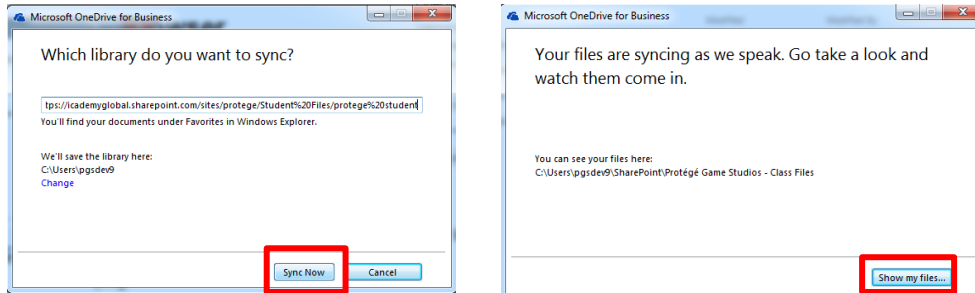 Microsoft OneDrive for Business
Which library do you want to sync?
tps://icademyglobal.sharepoint.com/sites/protege/Student%20Files/protege%20student
You'll find your documents under Favorites in Windows Explorer.
We'll save the library here:
C:\Users\pgsdev9
Change
Sync Now
Cancel
Microsoft OneDrive for Business
Your files are syncing as we speak. Go take a look and
watch them come in.
You can see your files here:
C:\Users\pgsdev9\SharePoint\Protégé Game Studios - Class Files
Show my files...